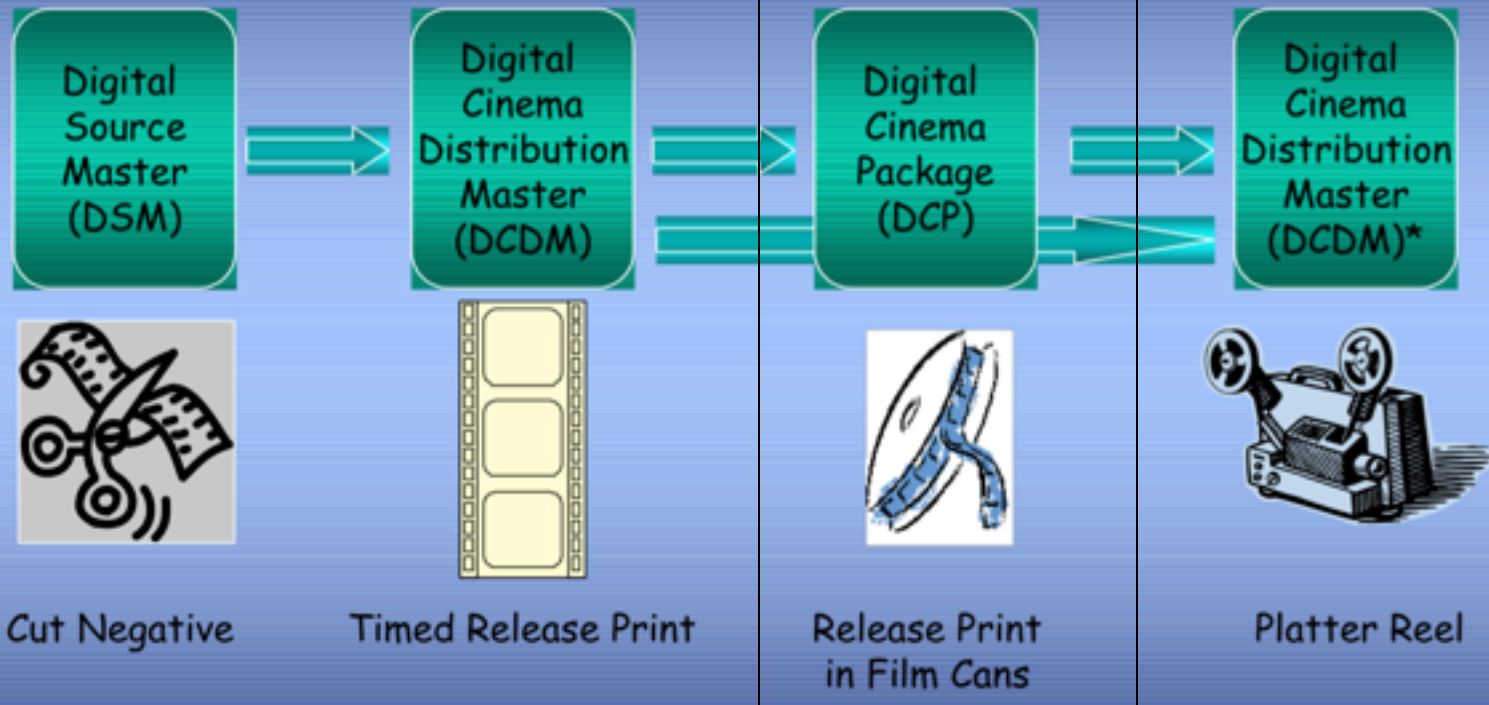 Digital
Source
Master
(DSM)
Digital
Cinema
Distribution
Master
(DCDM)
Digital
Cinema
Package
(DCP)
Digital
Cinema
Distribution
Master
(DCDM)*
Cut Negative
Timed Release Print
Release Print
in Film Cans
Platter Reel